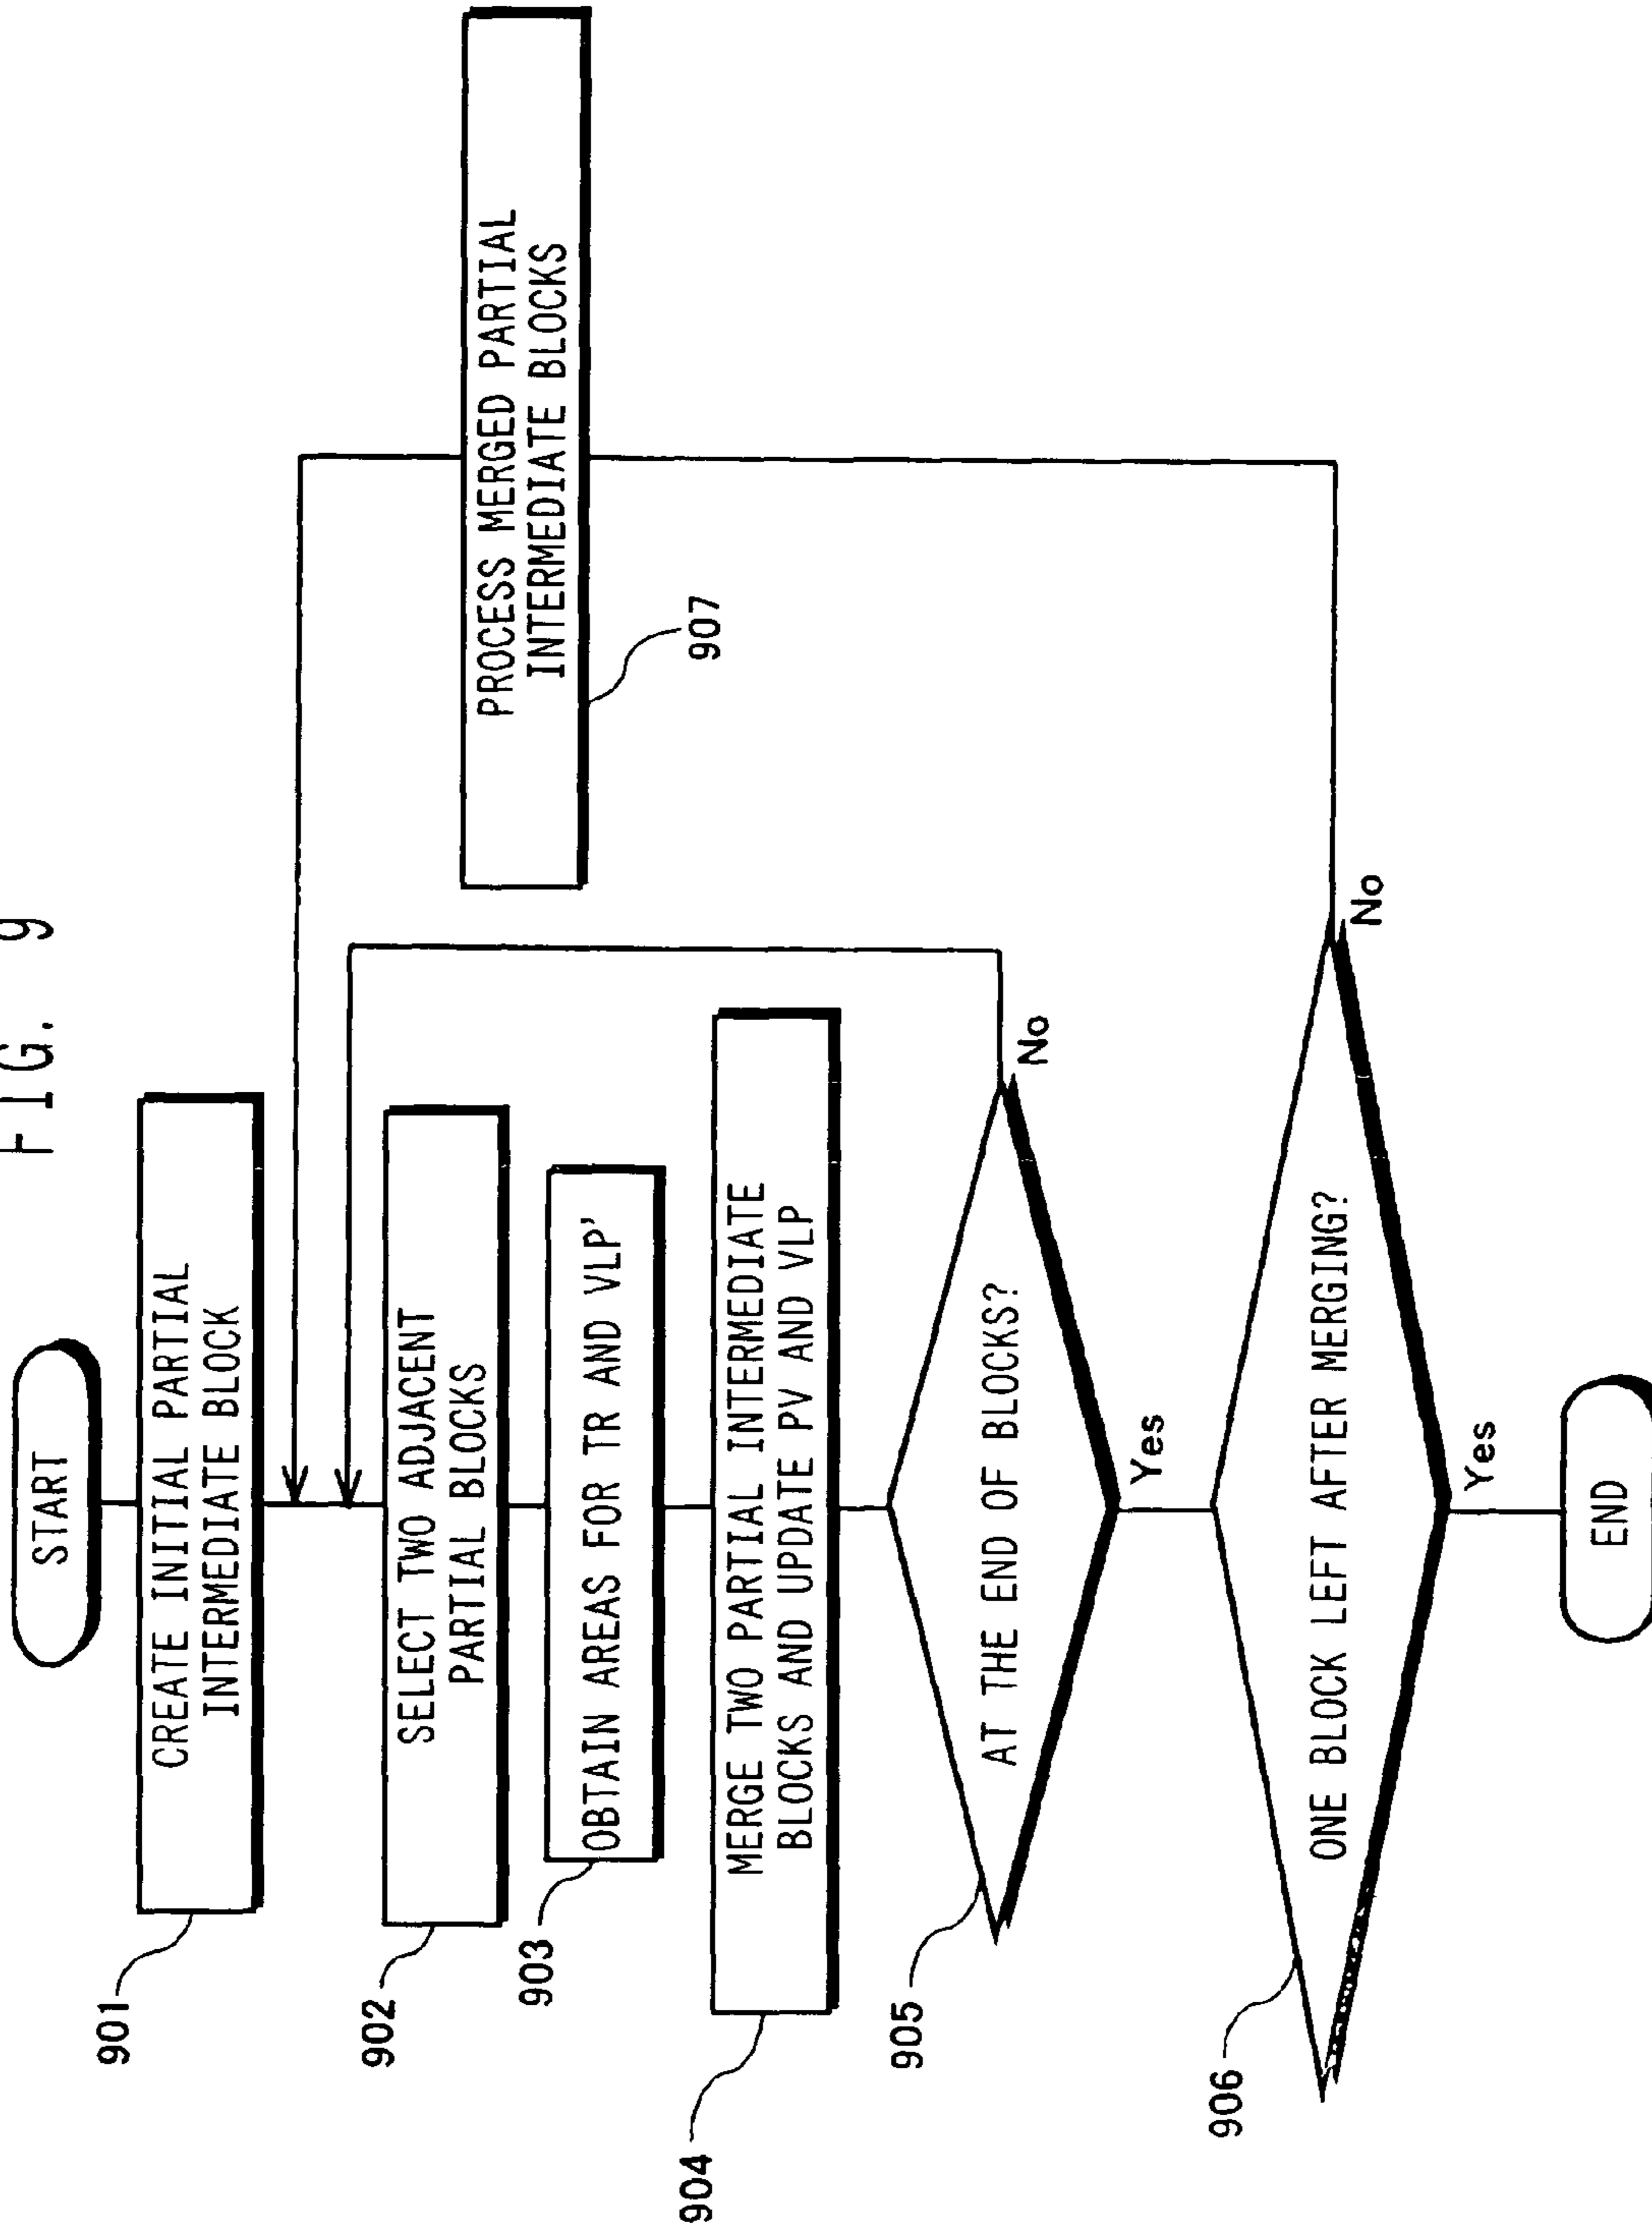 FIG. 9
START
901
CREATE INITIAL PARTIAL
INTERMEDIATE BLOCK
902
SELECT TWO ADJACENT
PARTIAL BLOCKS
903
OBTAIN AREAS FOR TR AND VLP'
904
MERGE TWO PARTIAL INTERMEDIATE
BLOCKS AND UPDATE PV AND VLP
905
AT THE END OF BLOCKS?
No
Yes
906
ONE BLOCK LEFT AFTER MERGING?
No
Yes
END
PROCESS MERGED PARTIAL
INTERMEDIATE BLOCKS
907